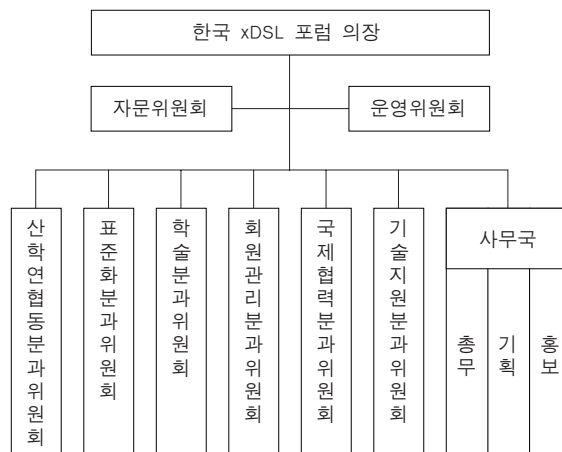 한국 xDSL 포럼 의장
자문위원회
운영위원회
산학연협동분과위원회
표준화분과위원회
학술분과위원회
회원관리분과위원회
국제협력분과위원회
기술지원분과위원회
사무국
총무
기획
홍보